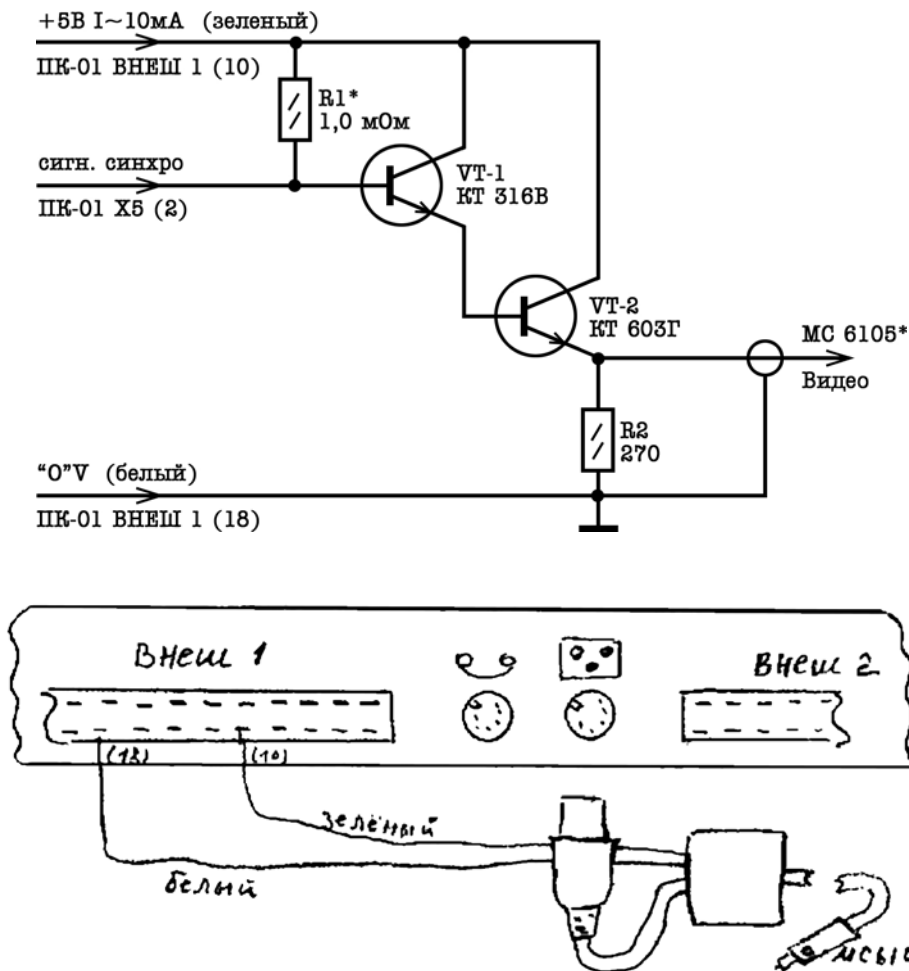 +5В I~10мА (зеленый)
ПК-01 ВНЕШ 1 (10)
R1*
1,0 мОм
сигн. синхро
ПК-01 Х5 (2)
VT-1
КТ 316В
VT-2
КТ 603Г
МС 6105*
Видео
R2
270
“0”V (белый)
ПК-01 ВНЕШ 1 (18)
ВНеш 1
ВНеш 2
(18) (10)
зелёный
белый